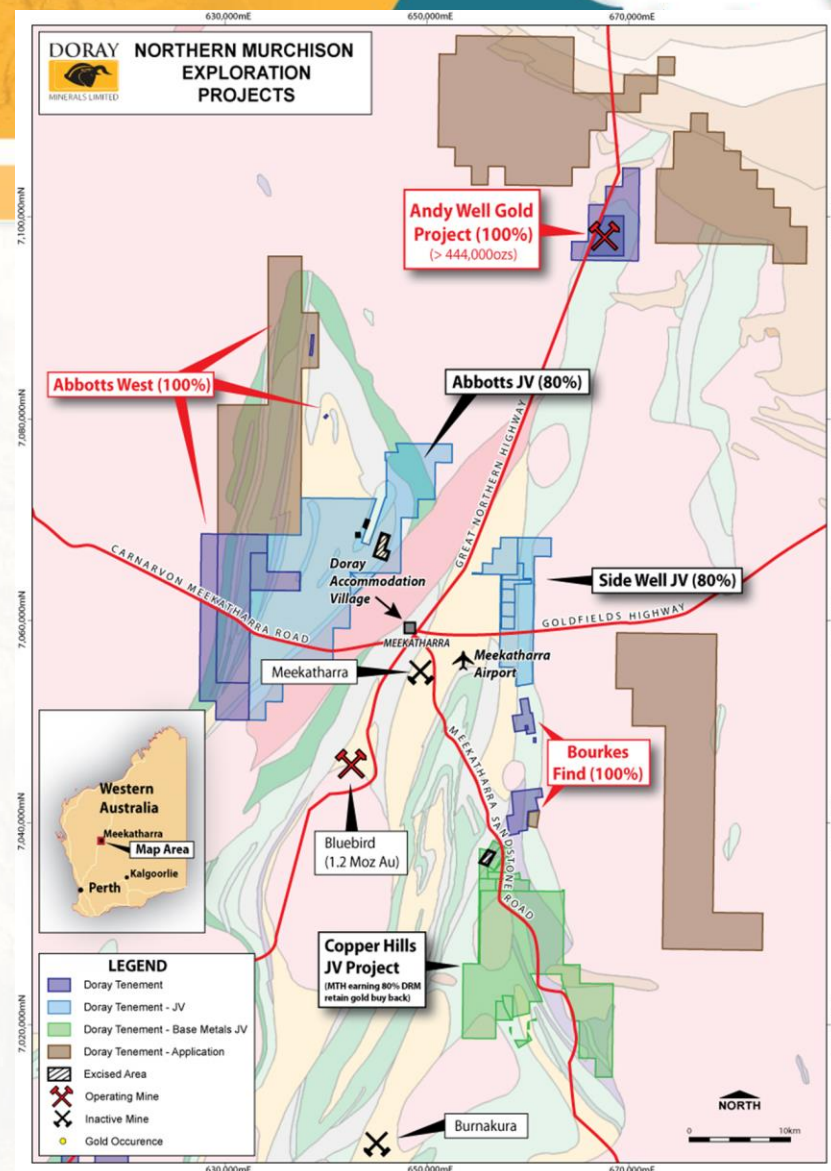 630,000mE
650,000mE
670,000mE
DORAY
MINERALS LIMITED
NORTHERN MURCHISON
EXPLORATION
PROJECTS
7,100,000mN
7,080,000mN
7,060,000mN
7,040,000mN
7,020,000mN
Andy Well Gold
Project (100%)
(> 444,000ozs)
Abbotts West (100%)
Abbotts JV (80%)
GREAT NORTHERN HIGHWAY
CARNARVON MEEKATHARRA ROAD
Doray
Accommodation
Village
Side Well JV (80%)
GOLDFIELDS HIGHWAY
MEEKATHARRA
Meekatharra
Meekatharra
Airport
MEEKATHARRA SANDSTONE ROAD
Bourkes
Find (100%)
Bluebird
(1.2 Moz Au)
Western
Australia
Meekatharra
Map Area
Kalgoorlie
Perth
Copper Hills
JV Project
(MTH earning 80% DRM
retain gold buy back)
LEGEND
Doray Tenement
Doray Tenement - JV
Doray Tenement - Base Metals JV
Doray Tenement - Application
Excised Area
Operating Mine
Inactive Mine
Gold Occurence
Burnakura
NORTH
0 10km
630,000mE
650,000mE
670,000mE